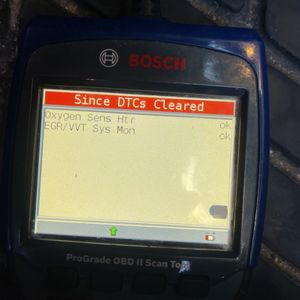 BOSCH
Since DTCs Cleared
Oxygen Sens Htr ok
EGR/VVT Sys Mon ok
ProGrade OBD II Scan Tool